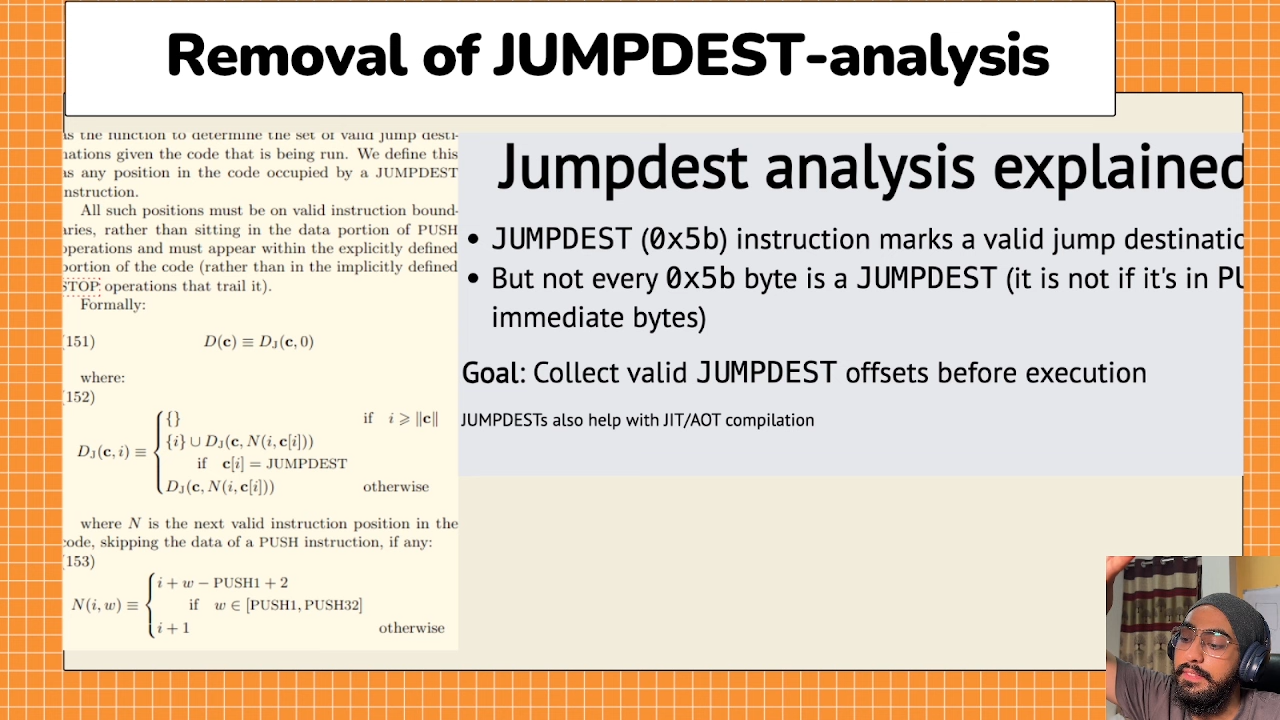 Removal of JUMPDEST-analysis
as the function to determine the set of valid jump desti-
nations given the code that is being run. We define this
as any position in the code occupied by a JUMPDEST
instruction.
All such positions must be on valid instruction bound-
aries, rather than sitting in the data portion of PUSH
operations and must appear within the explicitly defined
portion of the code (rather than in the implicitly defined
STOP operations that trail it).
Formally:
(151) D(c) ≡ D_J(c, 0)
where:
(152)
D_J(c, i) ≡ { {} if i ⩾ ‖c‖
{i} ∪ D_J(c, N(i, c[i]))
if c[i] = JUMPDEST
D_J(c, N(i, c[i])) otherwise
where N is the next valid instruction position in the
code, skipping the data of a PUSH instruction, if any:
(153)
N(i, w) ≡ { i + w − PUSH1 + 2
if w ∈ [PUSH1, PUSH32]
i + 1 otherwise
Jumpdest analysis explained
• JUMPDEST (0x5b) instruction marks a valid jump destinatio
• But not every 0x5b byte is a JUMPDEST (it is not if it's in PU
immediate bytes)
Goal: Collect valid JUMPDEST offsets before execution
JUMPDESTs also help with JIT/AOT compilation